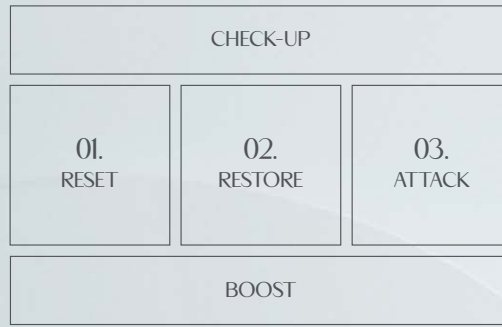 CHECK-UP
01.
RESET
02.
RESTORE
03.
ATTACK
BOOST